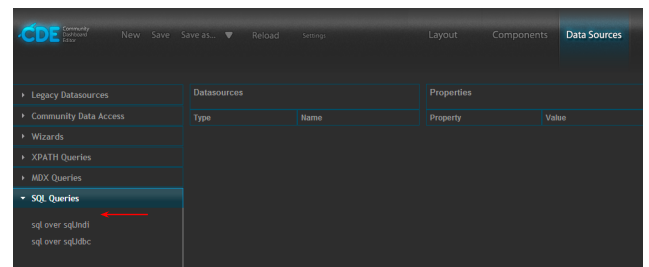 CDE Community Dashboard Editor
New Save Save as... Reload Settings Layout Components Data Sources
Legacy Datasources
Community Data Access
Wizards
XPATH Queries
MDX Queries
SQL Queries
sql over sqlJndi
sql over sqlJdbc
Datasources
Type Name
Properties
Property Value